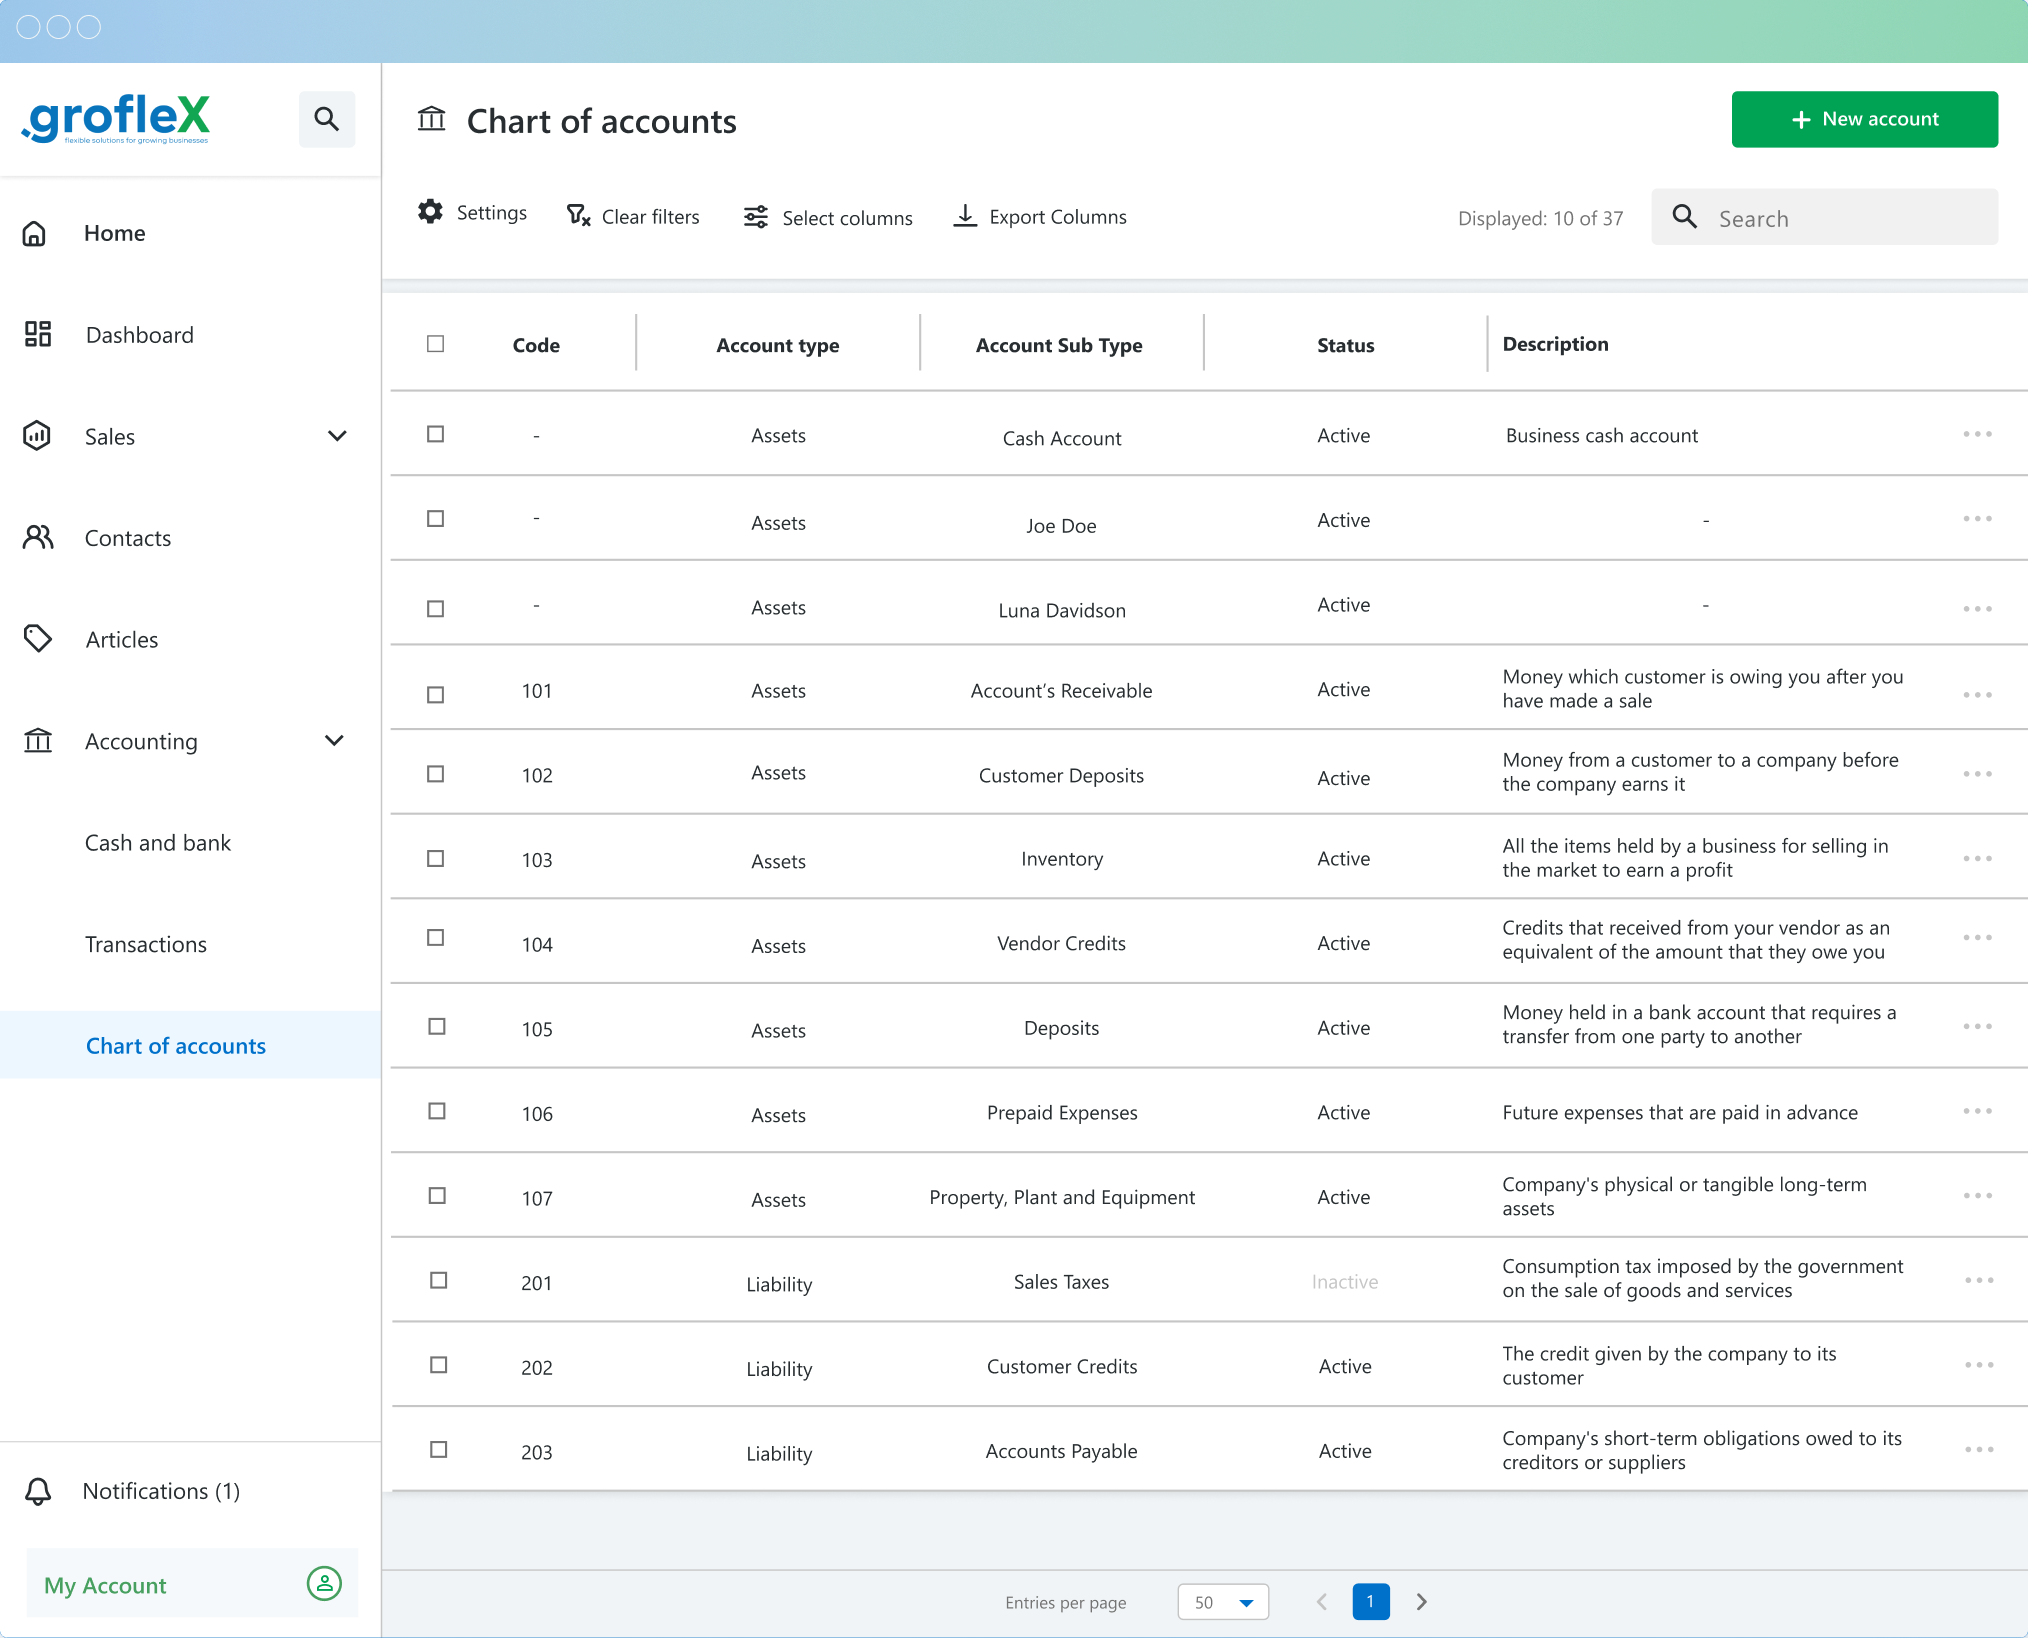 .grofleX
flexible solutions for growing businesses
Home
Dashboard
Sales
Contacts
Articles
Accounting
Cash and bank
Transactions
Chart of accounts
Notifications (1)
My Account
Chart of accounts
+ New account
Settings
Clear filters
Select columns
Export Columns
Displayed: 10 of 37
Search
Code Account type Account Sub Type Status Description
- Assets Cash Account Active Business cash account
- Assets Joe Doe Active -
- Assets Luna Davidson Active -
101 Assets Account’s Receivable Active Money which customer is owing you after you
have made a sale
102 Assets Customer Deposits Active Money from a customer to a company before
the company earns it
103 Assets Inventory Active All the items held by a business for selling in
the market to earn a profit
104 Assets Vendor Credits Active Credits that received from your vendor as an
equivalent of the amount that they owe you
105 Assets Deposits Active Money held in a bank account that requires a
transfer from one party to another
106 Assets Prepaid Expenses Active Future expenses that are paid in advance
107 Assets Property, Plant and Equipment Active Company's physical or tangible long-term
assets
201 Liability Sales Taxes Inactive Consumption tax imposed by the government
on the sale of goods and services
202 Liability Customer Credits Active The credit given by the company to its
customer
203 Liability Accounts Payable Active Company's short-term obligations owed to its
creditors or suppliers
Entries per page 50 1